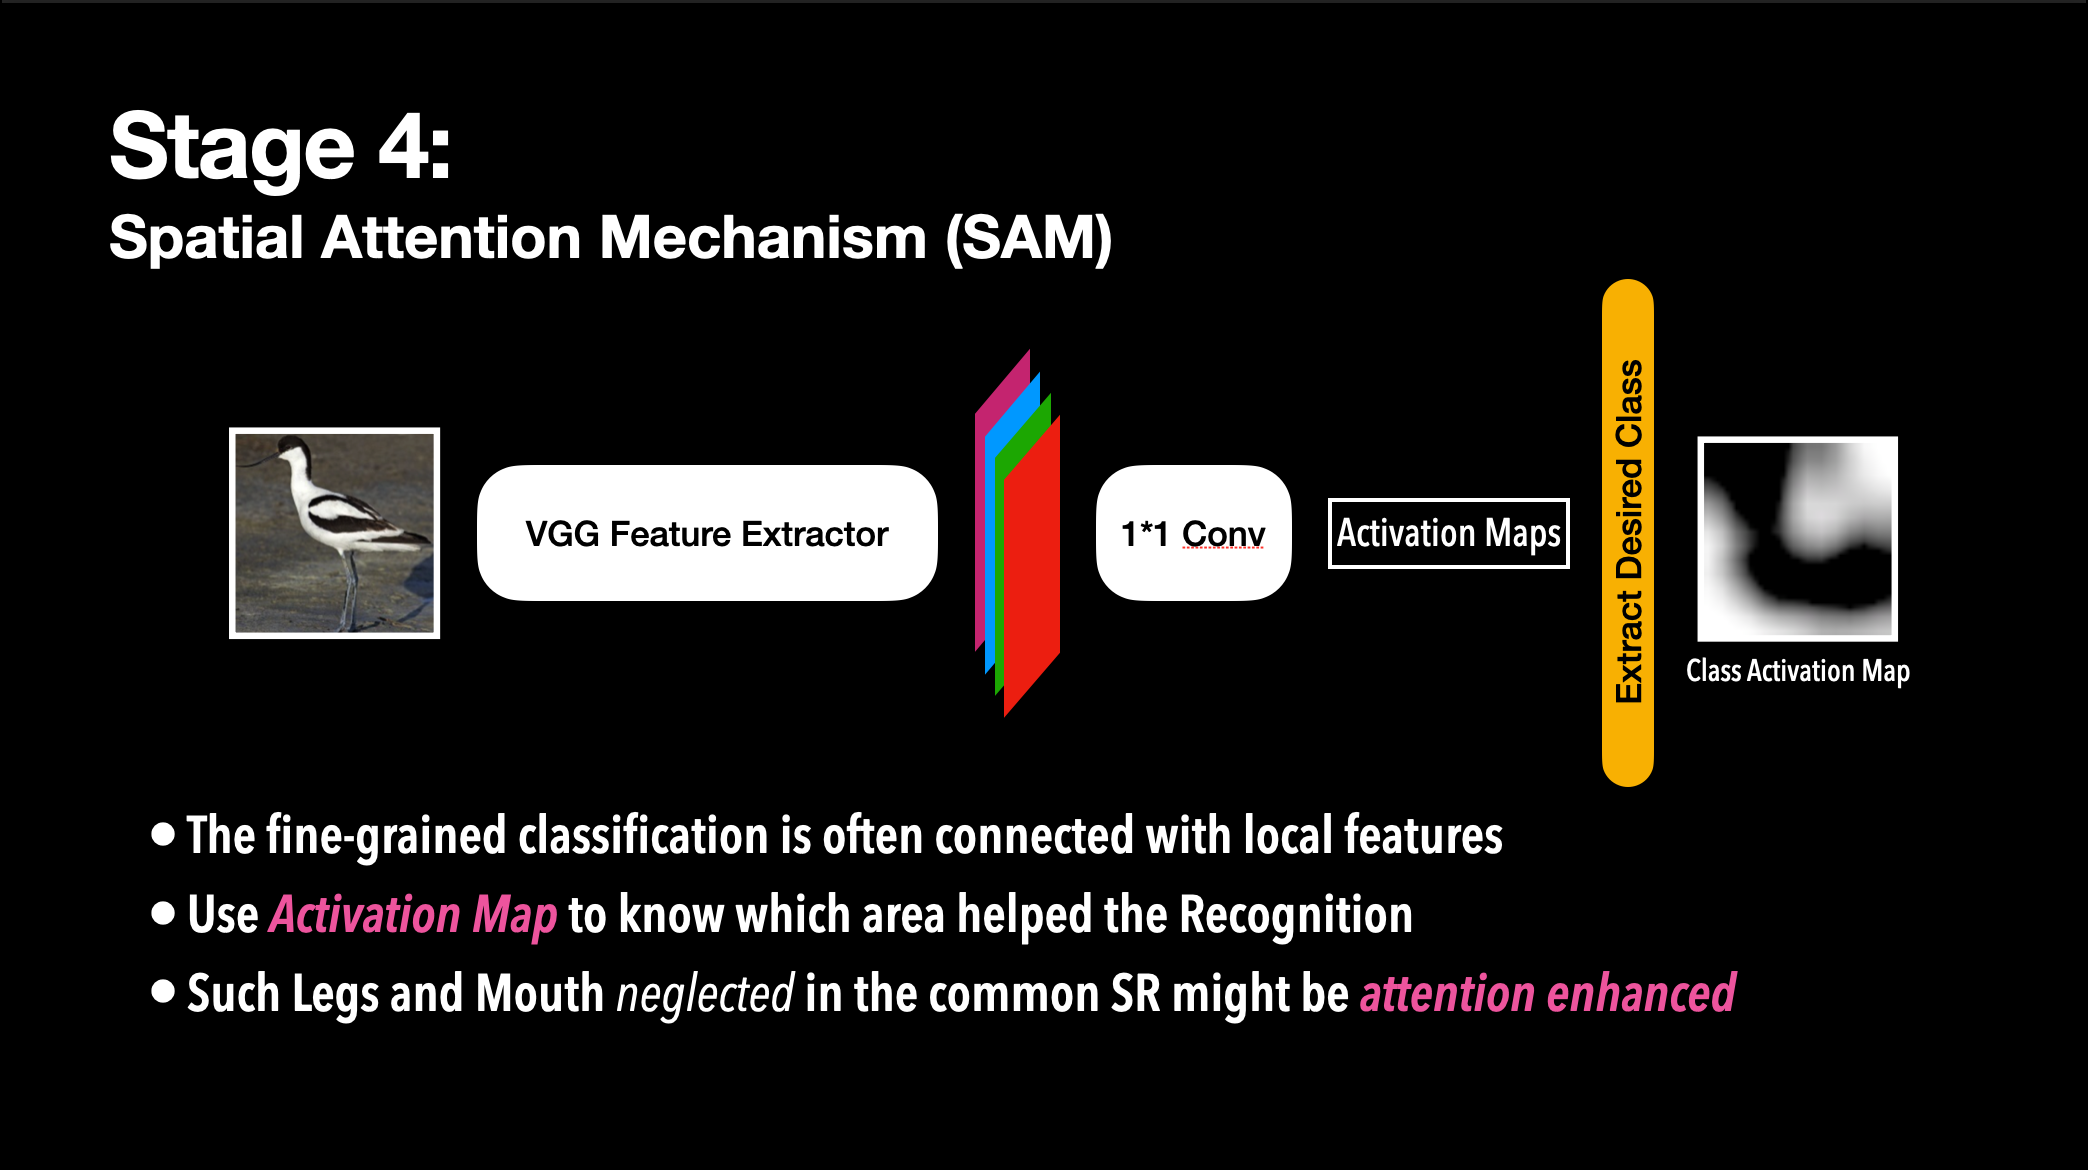 Stage 4:
Spatial Attention Mechanism (SAM)
VGG Feature Extractor
1*1 Conv
Activation Maps
Extract Desired Class
Class Activation Map
• The fine-grained classification is often connected with local features
• Use Activation Map to know which area helped the Recognition
• Such Legs and Mouth neglected in the common SR might be attention enhanced